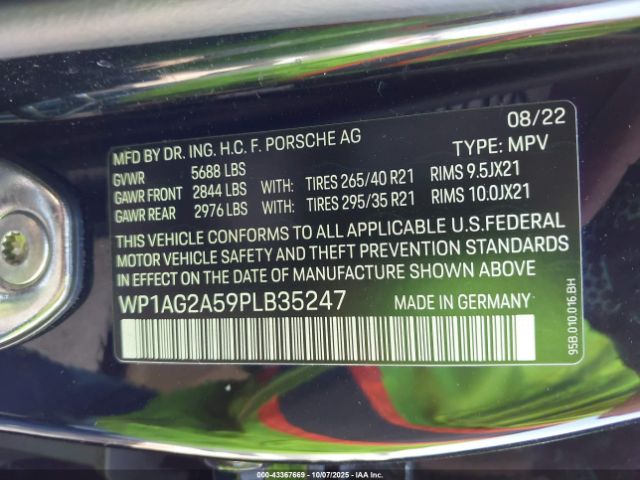 08/22
MFD BY DR. ING. H.C. F. PORSCHE AG TYPE: MPV
GVWR 5688 LBS
GAWR FRONT 2844 LBS WITH: TIRES 265/40 R21 RIMS 9.5JX21
GAWR REAR 2976 LBS WITH: TIRES 295/35 R21 RIMS 10.0JX21
THIS VEHICLE CONFORMS TO ALL APPLICABLE U.S.FEDERAL
MOTOR VEHICLE SAFETY AND THEFT PREVENTION STANDARDS
IN EFFECT ON THE DATE OF MANUFACTURE SHOWN ABOVE
WP1AG2A59PLB35247 MADE IN GERMANY
95B.010.016.BH
000-43367669 - 10/07/2025 - IAA Inc.